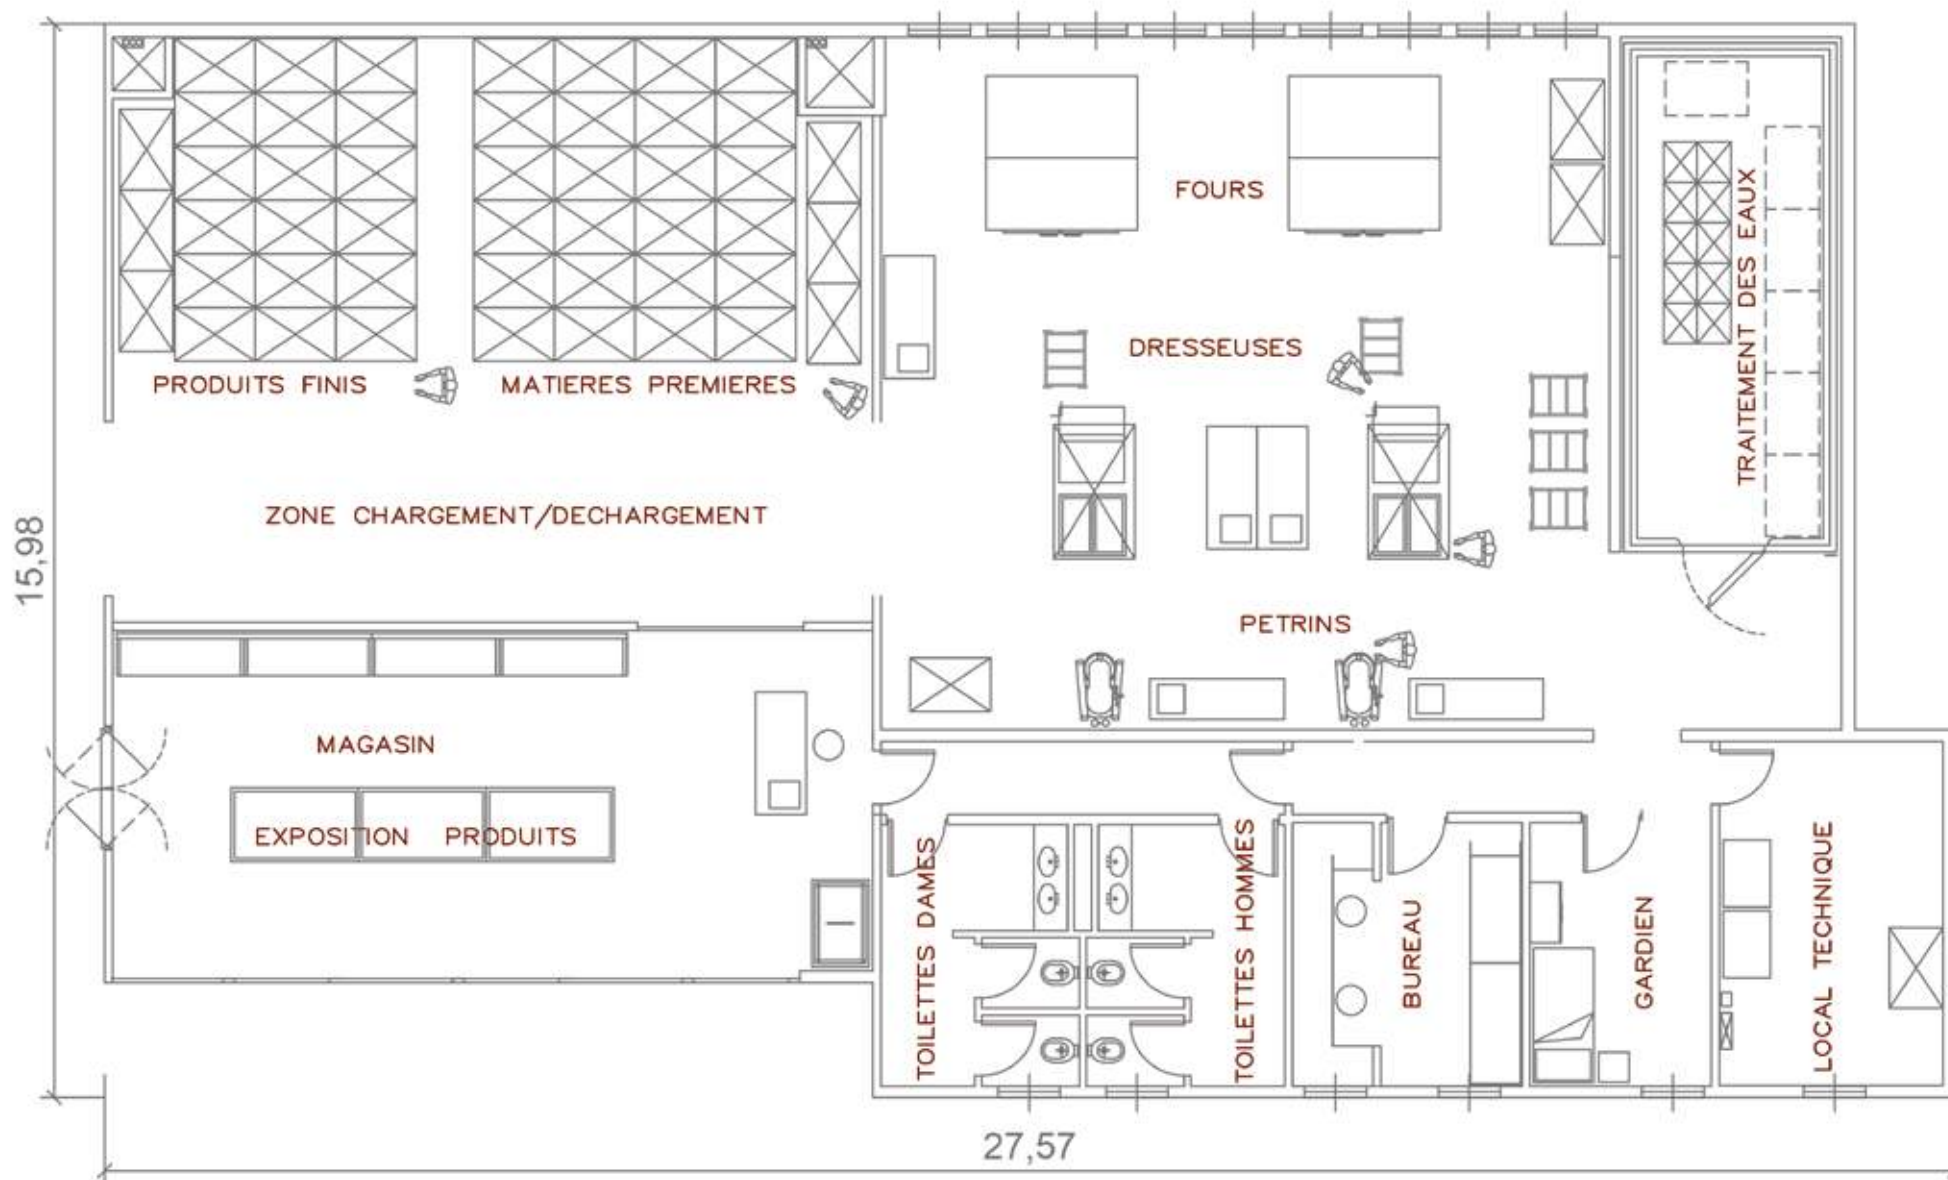 FOURS
TRAITEMENT DES EAUX
DRESSEUSES
PRODUITS FINIS
MATIERES PREMIERES
ZONE CHARGEMENT/DECHARGEMENT
15,98
PETRINS
MAGASIN
EXPOSITION PRODUITS
TOILETTES DAMES
TOILETTES HOMMES
BUREAU
GARDIEN
LOCAL TECHNIQUE
27,57